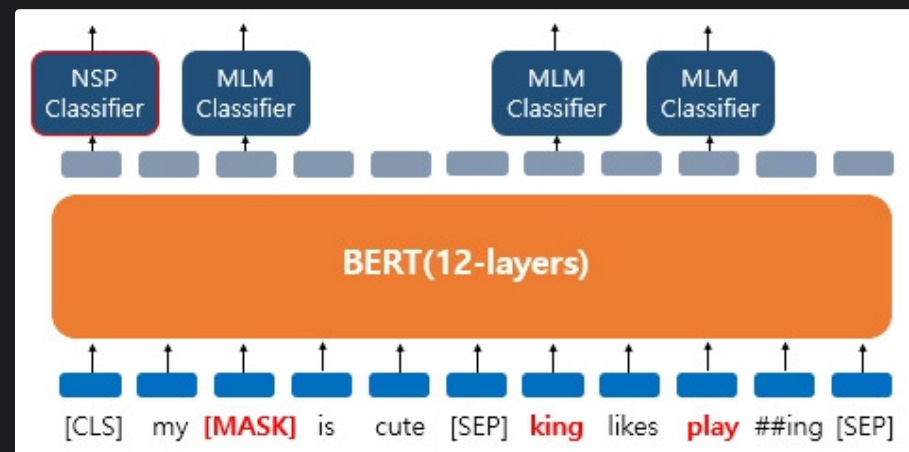 NSP
Classifier
MLM
Classifier
MLM
Classifier
MLM
Classifier
BERT(12-layers)
[CLS] my [MASK] is cute [SEP] king likes play ##ing [SEP]